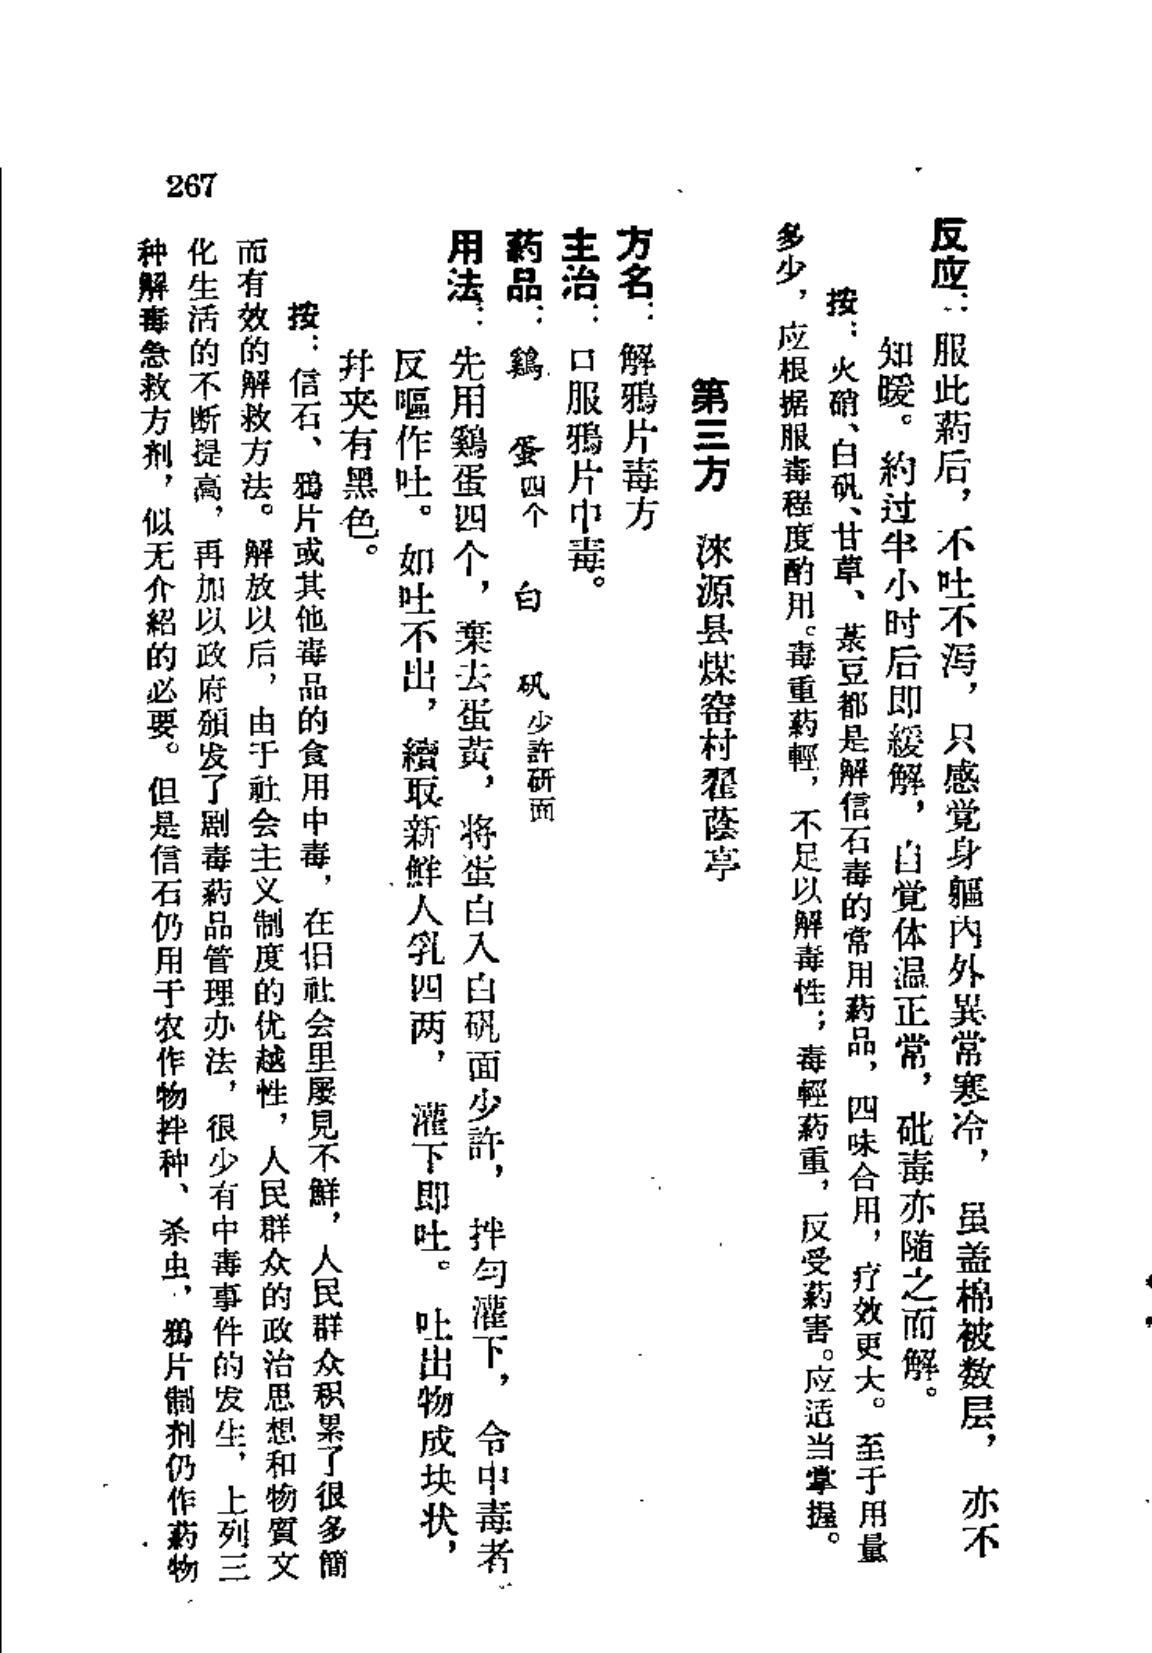 反应：服此葯后，不吐不泻，只感觉身軀內外異常寒冷，虽盖棉被数层，亦不
知暖。約过半小时后即緩解，自觉体温正常，砒毒亦随之而解。
按：火硝、白矾、甘草、菉豆都是解信石毒的常用葯品，四味合用，疗效更大。至于用量
多少，应根据服毒程度酌用。毒重葯輕，不足以解毒性；毒輕葯重，反受葯害。应适当掌握。
第三方 涞源县煤窑村翟蔭亭
方名：解鴉片毒方
主治：口服鴉片中毒。
葯品：鷄蛋四个 白矾少許研面
用法：先用鷄蛋四个，棄去蛋黄，将蛋白入白矾面少許，拌匀灌下，令中毒者
反嘔作吐。如吐不出，續取新鮮人乳四两，灌下即吐。吐出物成块状，
幷夹有黑色。
按：信石、鴉片或其他毒品的食用中毒，在旧社会里屡見不鮮，人民群众积累了很多簡
而有效的解救方法。解放以后，由于社会主义制度的优越性，人民群众的政治思想和物質文
化生活的不断提高，再加以政府頒发了剧毒葯品管理办法，很少有中毒事件的发生，上列三
种解毒急救方剂，似无介紹的必要。但是信石仍用于农作物拌种、杀虫，鴉片制剂仍作葯物
267